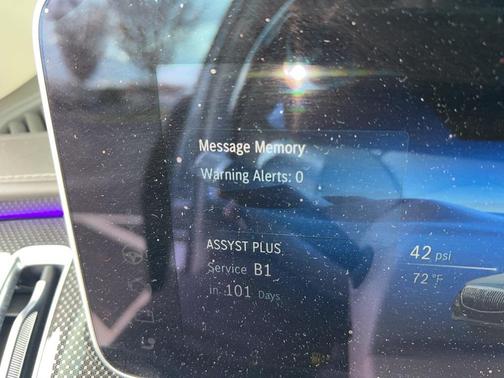 Message Memory
Warning Alerts: 0
ASSYST PLUS
Service B1
in 101 Days
42 psi
72 °F